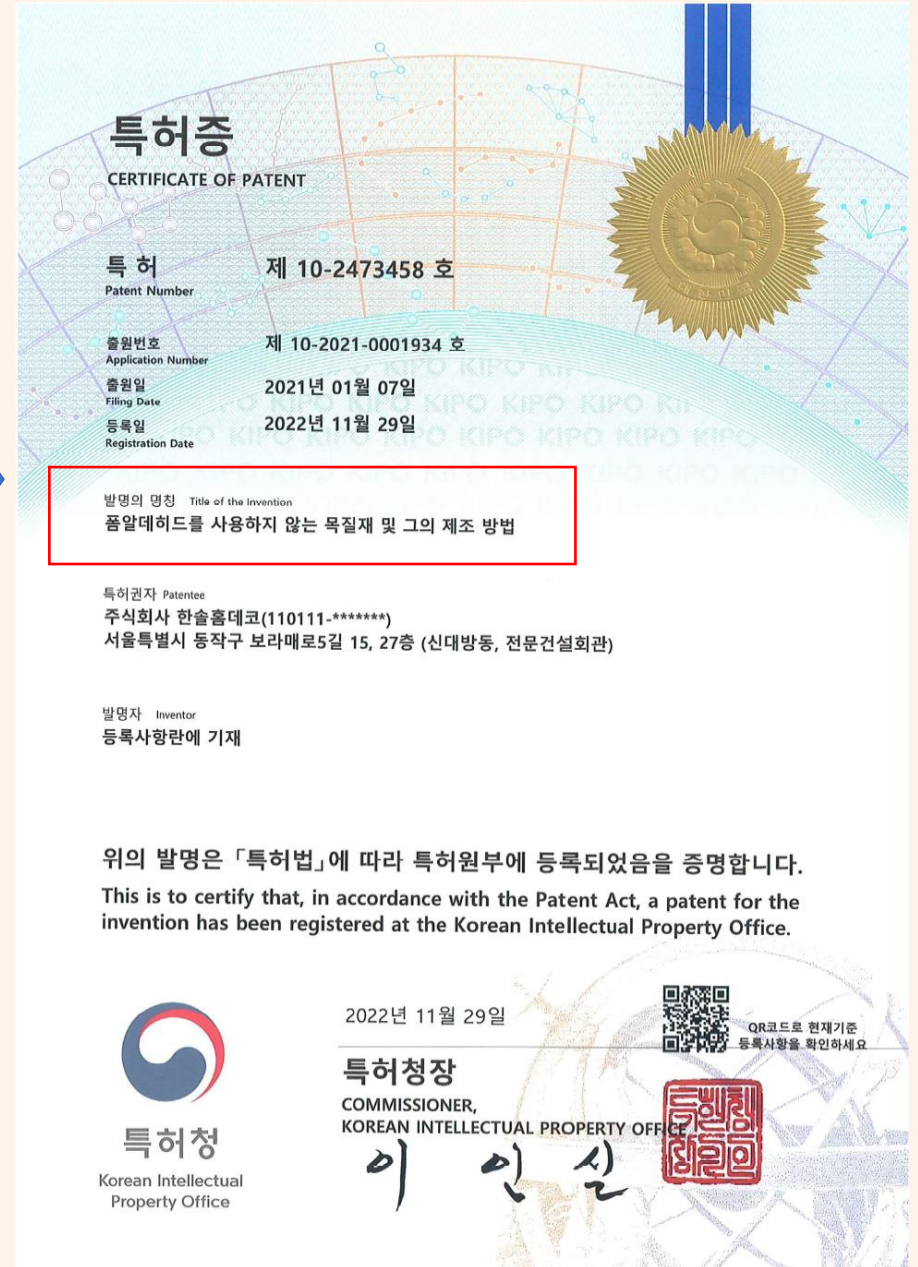 특허증
CERTIFICATE OF PATENT
특 허 제 10-2473458 호
Patent Number
출원번호 제 10-2021-0001934 호
Application Number
출원일 2021년 01월 07일
Filing Date
등록일 2022년 11월 29일
Registration Date
KIPO KIPO KIPO KIPO KIPO KIPO
발명의 명칭 Title of the Invention
폼알데히드를 사용하지 않는 목질재 및 그의 제조 방법
특허권자 Patentee
주식회사 한솔홈데코(110111-*******)
서울특별시 동작구 보라매로5길 15, 27층 (신대방동, 전문건설회관)
발명자 Inventor
등록사항란에 기재
위의 발명은 「특허법」에 따라 특허원부에 등록되었음을 증명합니다.
This is to certify that, in accordance with the Patent Act, a patent for the
invention has been registered at the Korean Intellectual Property Office.
2022년 11월 29일
QR코드로 현재기준
등록사항을 확인하세요
특허청장
COMMISSIONER,
KOREAN INTELLECTUAL PROPERTY OFFICE
이 인 실
특허청
Korean Intellectual
Property Office
대한민국